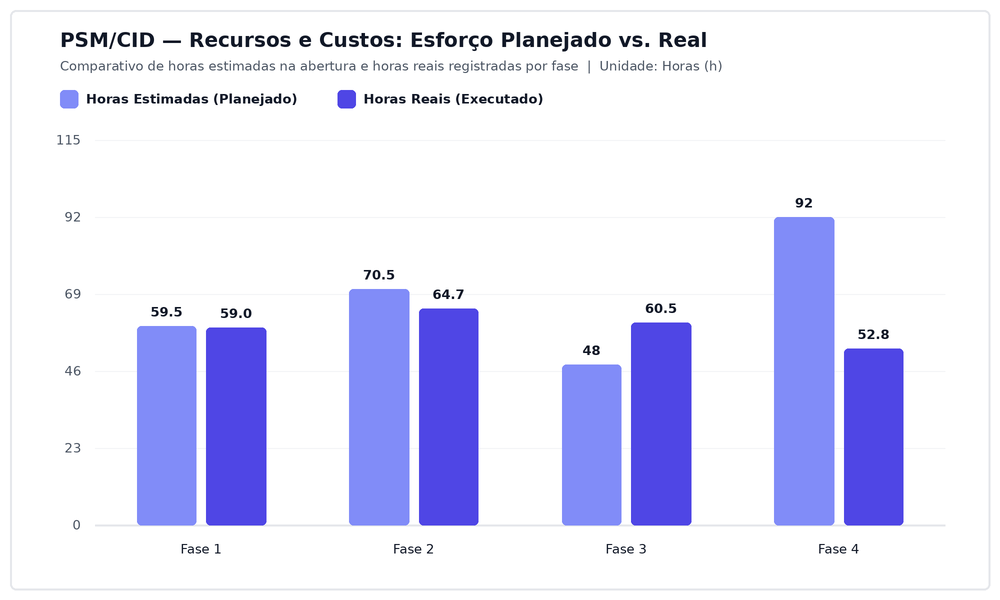 PSM/CID — Recursos e Custos: Esforço Planejado vs. Real
Comparativo de horas estimadas na abertura e horas reais registradas por fase | Unidade: Horas (h)
Horas Estimadas (Planejado) Horas Reais (Executado)
115
92
69
46
23
0
59.5 59.0
70.5 64.7
48 60.5
92 52.8
Fase 1 Fase 2 Fase 3 Fase 4